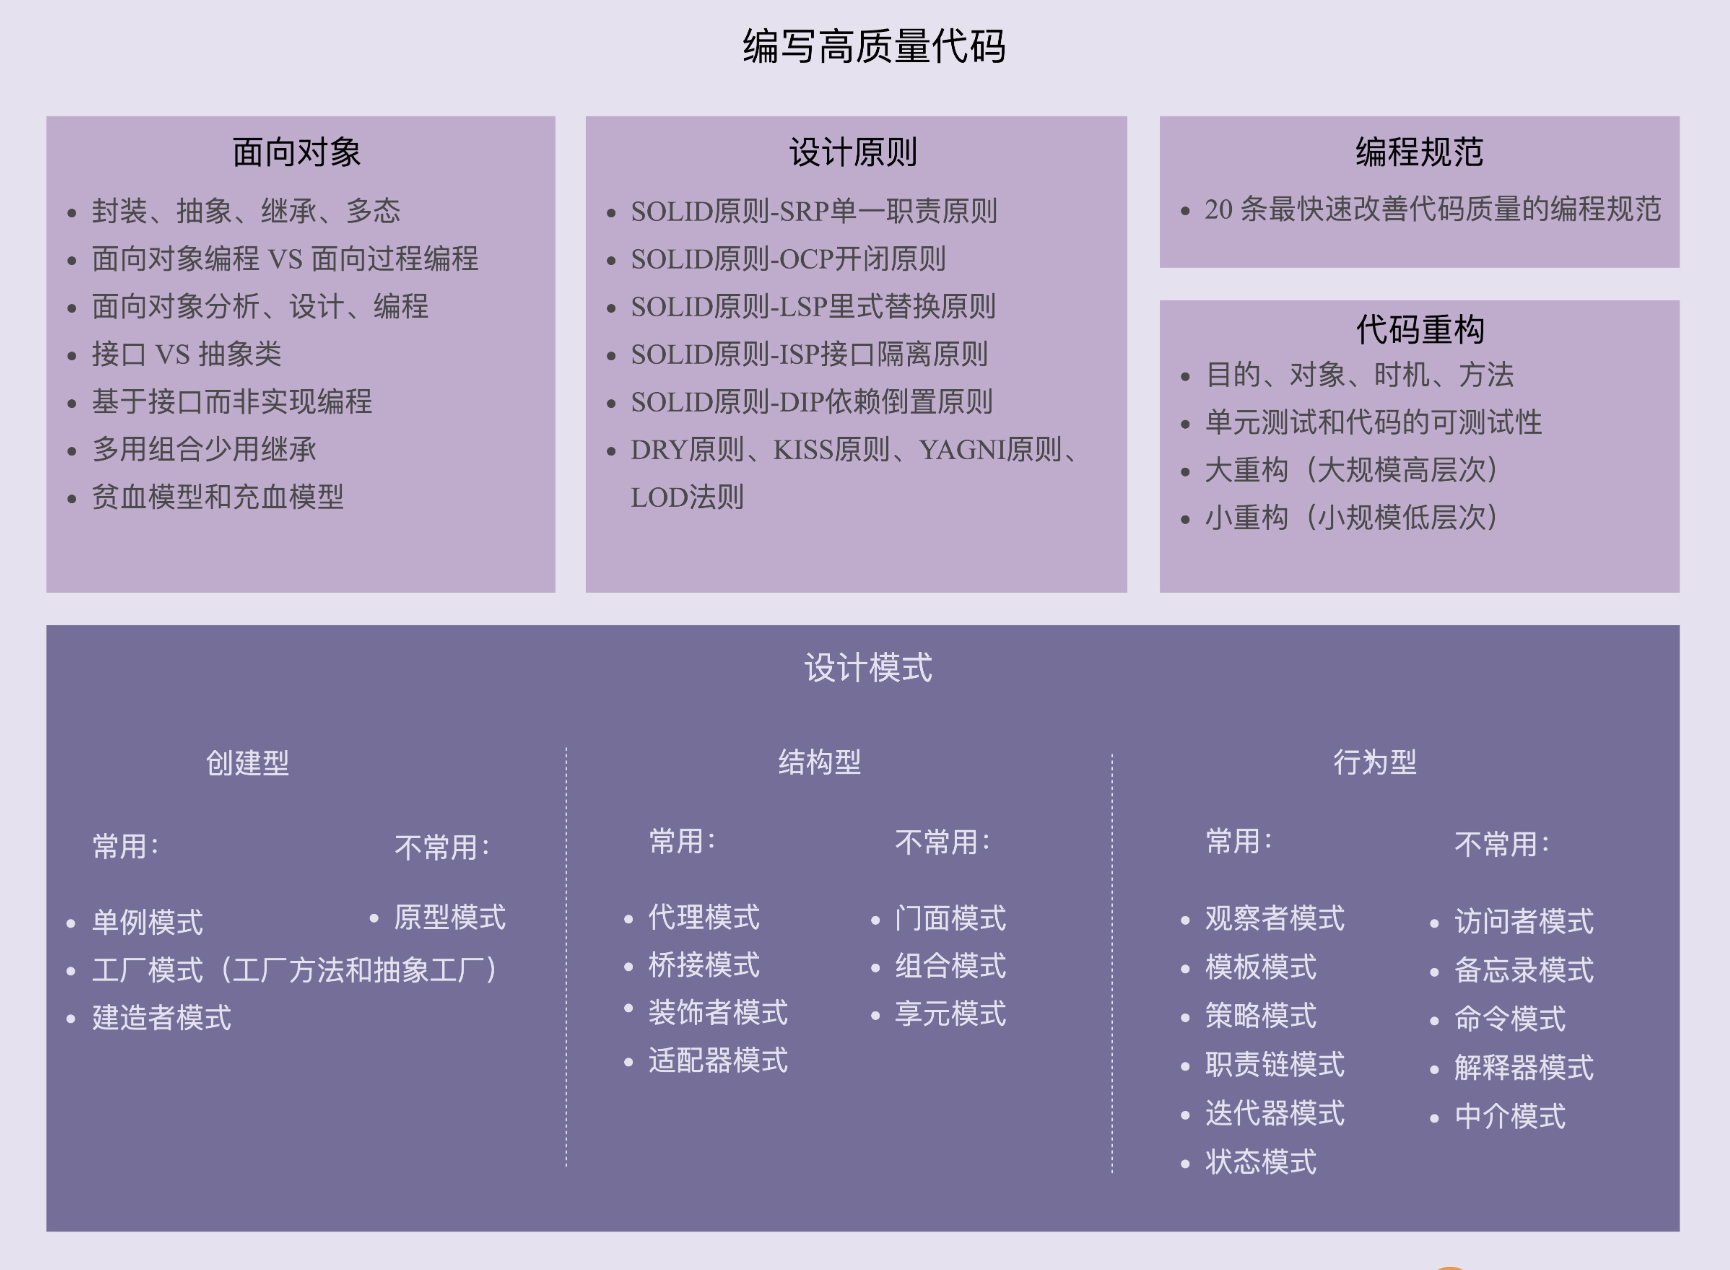 编写高质量代码
面向对象
封装、抽象、继承、多态
面向对象编程 VS 面向过程编程
面向对象分析、设计、编程
接口 VS 抽象类
基于接口而非实现编程
多用组合少用继承
贫血模型和充血模型
设计原则
SOLID原则-SRP单一职责原则
SOLID原则-OCP开闭原则
SOLID原则-LSP里式替换原则
SOLID原则-ISP接口隔离原则
SOLID原则-DIP依赖倒置原则
DRY原则、KISS原则、YAGNI原则、
LOD法则
编程规范
20 条最快速改善代码质量的编程规范
代码重构
目的、对象、时机、方法
单元测试和代码的可测试性
大重构（大规模高层次）
小重构（小规模低层次）
设计模式
创建型
常用：
单例模式
工厂模式（工厂方法和抽象工厂）
建造者模式
不常用：
原型模式
结构型
常用：
代理模式
桥接模式
装饰者模式
适配器模式
不常用：
门面模式
组合模式
享元模式
行为型
常用：
观察者模式
模板模式
策略模式
职责链模式
迭代器模式
状态模式
不常用：
访问者模式
备忘录模式
命令模式
解释器模式
中介模式